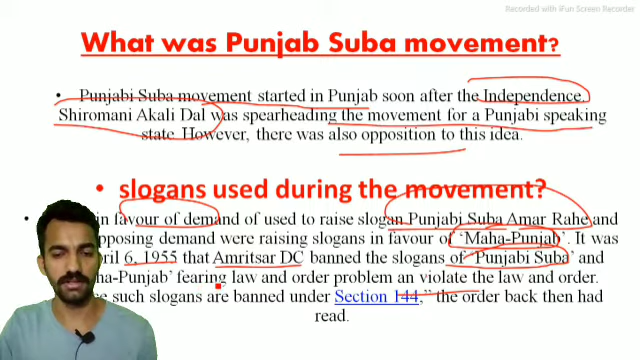 Recorded with iFun Screen Recorder
What was Punjab Suba movement?
• Punjabi Suba movement started in Punjab soon after the Independence.
Shiromani Akali Dal was spearheading the movement for a Punjabi speaking
state. However, there was also opposition to this idea.
• slogans used during the movement?
• in favour of demand of used to raise slogan Punjabi Suba Amar Rahe and
opposing demand were raising slogans in favour of 'Maha-Punjab'. It was
6, 1955 that Amritsar DC banned the slogans of 'Punjabi Suba' and
Punjab' fearing law and order problem an violate the law and order.
such slogans are banned under Section 144," the order back then had
read.